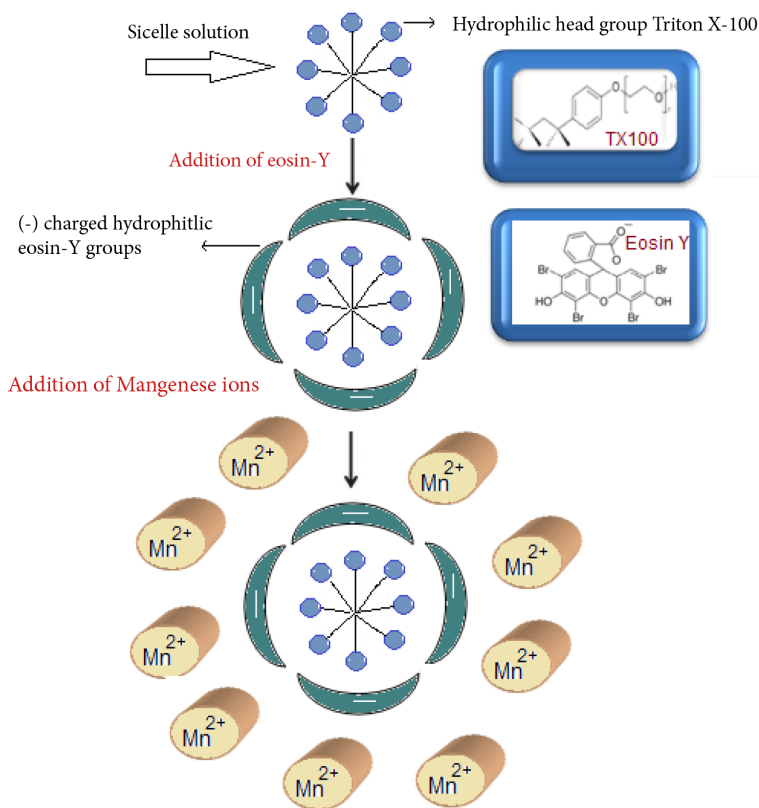 Sicelle solution
Hydrophilic head group Triton X-100
TX100
Addition of eosin-Y
(-) charged hydrophitlic
eosin-Y groups
Eosin Y
O
O
Br
Br
HO
O
OH
Br
Br
Addition of Mangenese ions
Mn2+
Mn2+
Mn2+
Mn2+
Mn2+
Mn2+
Mn2+
Mn2+
Mn2+